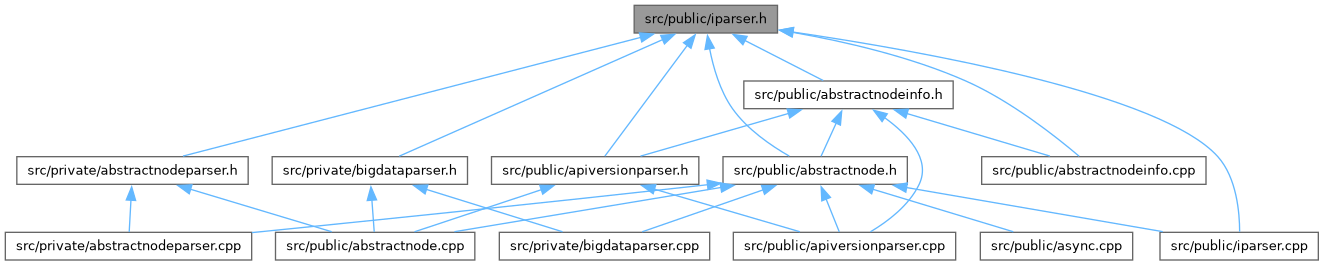 src/public/iparser.h
src/public/abstractnodeinfo.h
src/private/abstractnodeparser.h
src/private/bigdataparser.h
src/public/apiversionparser.h
src/public/abstractnode.h
src/public/abstractnodeinfo.cpp
src/private/abstractnodeparser.cpp
src/public/abstractnode.cpp
src/private/bigdataparser.cpp
src/public/apiversionparser.cpp
src/public/async.cpp
src/public/iparser.cpp